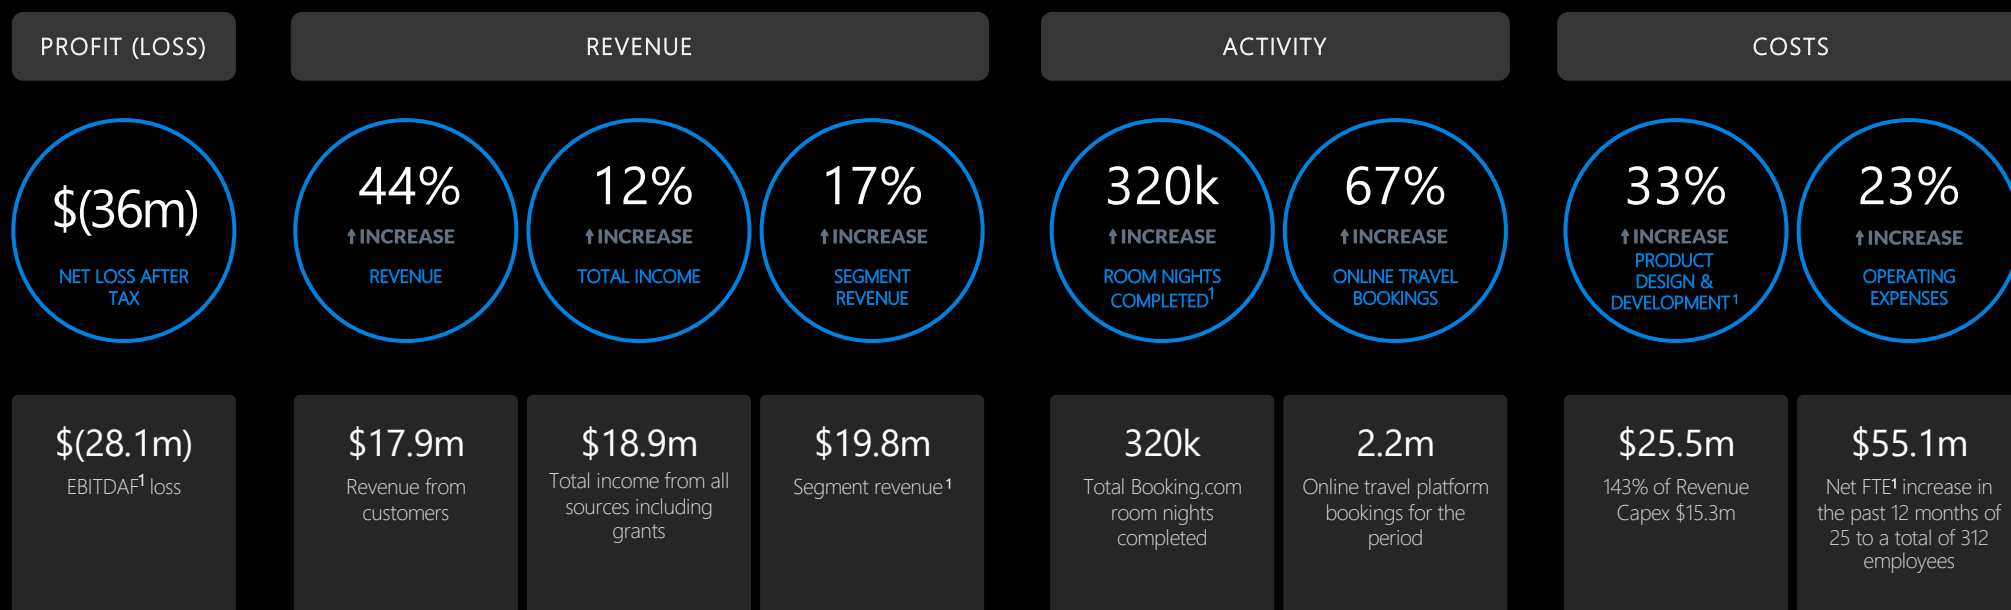 PROFIT (LOSS)
REVENUE
ACTIVITY
COSTS
$(36m)
NET LOSS AFTER
TAX
44%
INCREASE
REVENUE
12%
INCREASE
TOTAL INCOME
17%
INCREASE
SEGMENT
REVENUE
320k
INCREASE
ROOM NIGHTS
COMPLETED¹
67%
INCREASE
ONLINE TRAVEL
BOOKINGS
33%
INCREASE
PRODUCT
DESIGN &
DEVELOPMENT¹
23%
INCREASE
OPERATING
EXPENSES
$(28.1m)
EBITDAF¹ loss
$17.9m
Revenue from
customers
$18.9m
Total income from all
sources including
grants
$19.8m
Segment revenue¹
320k
Total Booking.com
room nights
completed
2.2m
Online travel platform
bookings for the
period
$25.5m
143% of Revenue
Capex $15.3m
$55.1m
Net FTE¹ increase in
the past 12 months of
25 to a total of 312
employees